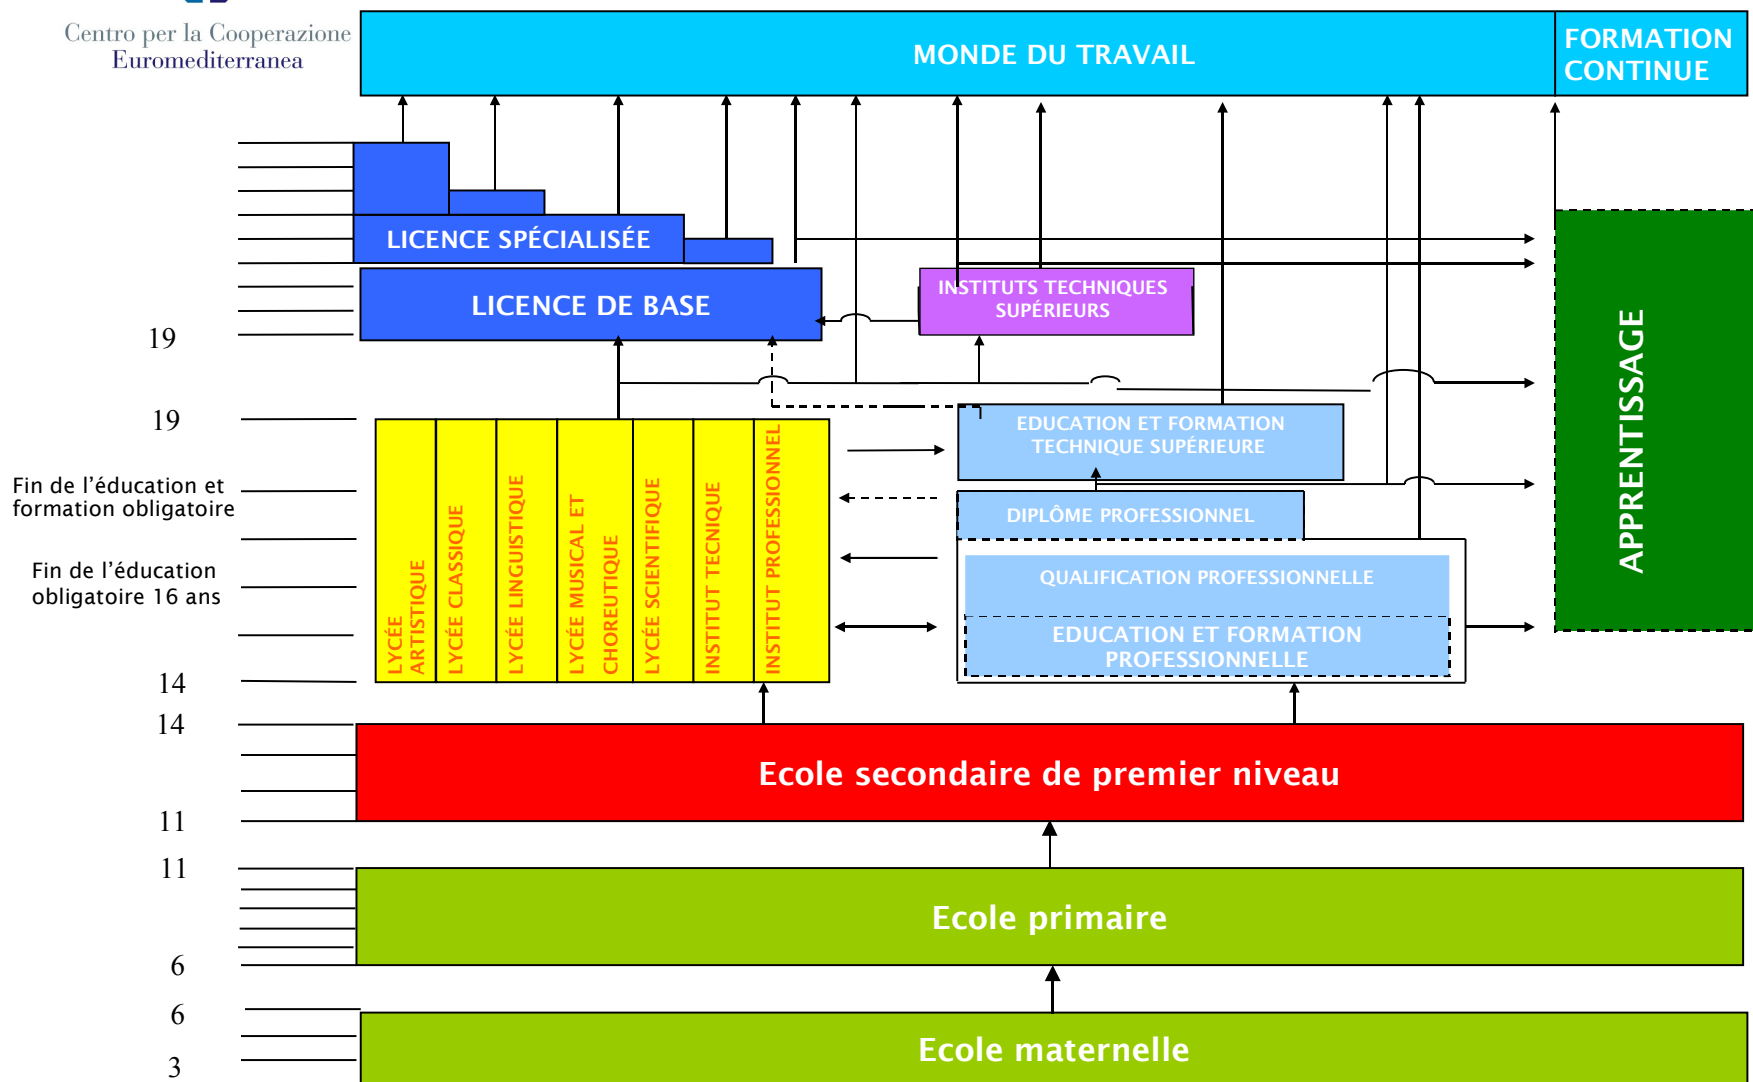 Centro per la Cooperazione
Euromediterranea
MONDE DU TRAVAIL
FORMATION
CONTINUE
LICENCE SPÉCIALISÉE
LICENCE DE BASE
INSTITUTS TECHNIQUES
SUPÉRIEURS
19
19
EDUCATION ET FORMATION
TECHNIQUE SUPÉRIEURE
Fin de l'éducation et
formation obligatoire
DIPLÔME PROFESSIONNEL
Fin de l'éducation
obligatoire 16 ans
QUALIFICATION PROFESSIONNELLE
EDUCATION ET FORMATION
PROFESSIONNELLE
LYCÉE
ARTISTIQUE
LYCÉE CLASSIQUE
LYCÉE LINGUISTIQUE
LYCÉE MUSICAL ET
CHOREUTIQUE
LYCÉE SCIENTIFIQUE
INSTITUT TECNIQUE
INSTITUT PROFESSIONNEL
APPRENTISSAGE
14
14
Ecole secondaire de premier niveau
11
11
Ecole primaire
6
6
Ecole maternelle
3